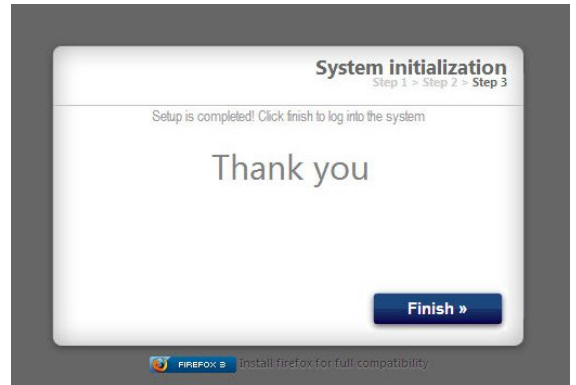 System initialization
Step 1 > Step 2 > Step 3
Setup is completed! Click finish to log into the system
Thank you
Finish »
FIREFOX 3 Install firefox for full compatibility